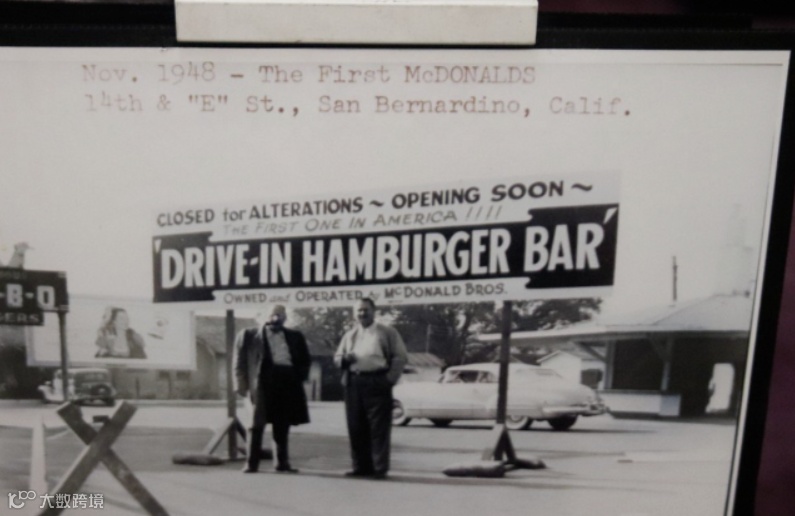 Nov. 1948 - The First McDONALDS
14th & "E" St., San Bernardino, Calif.
CLOSED for ALTERATIONS ~ OPENING SOON ~
THE FIRST ONE IN AMERICA !!!!
'DRIVE-IN HAMBURGER BAR'
OWNED and OPERATED by McDONALD BROS.
-B-Q
GERS
大数跨境